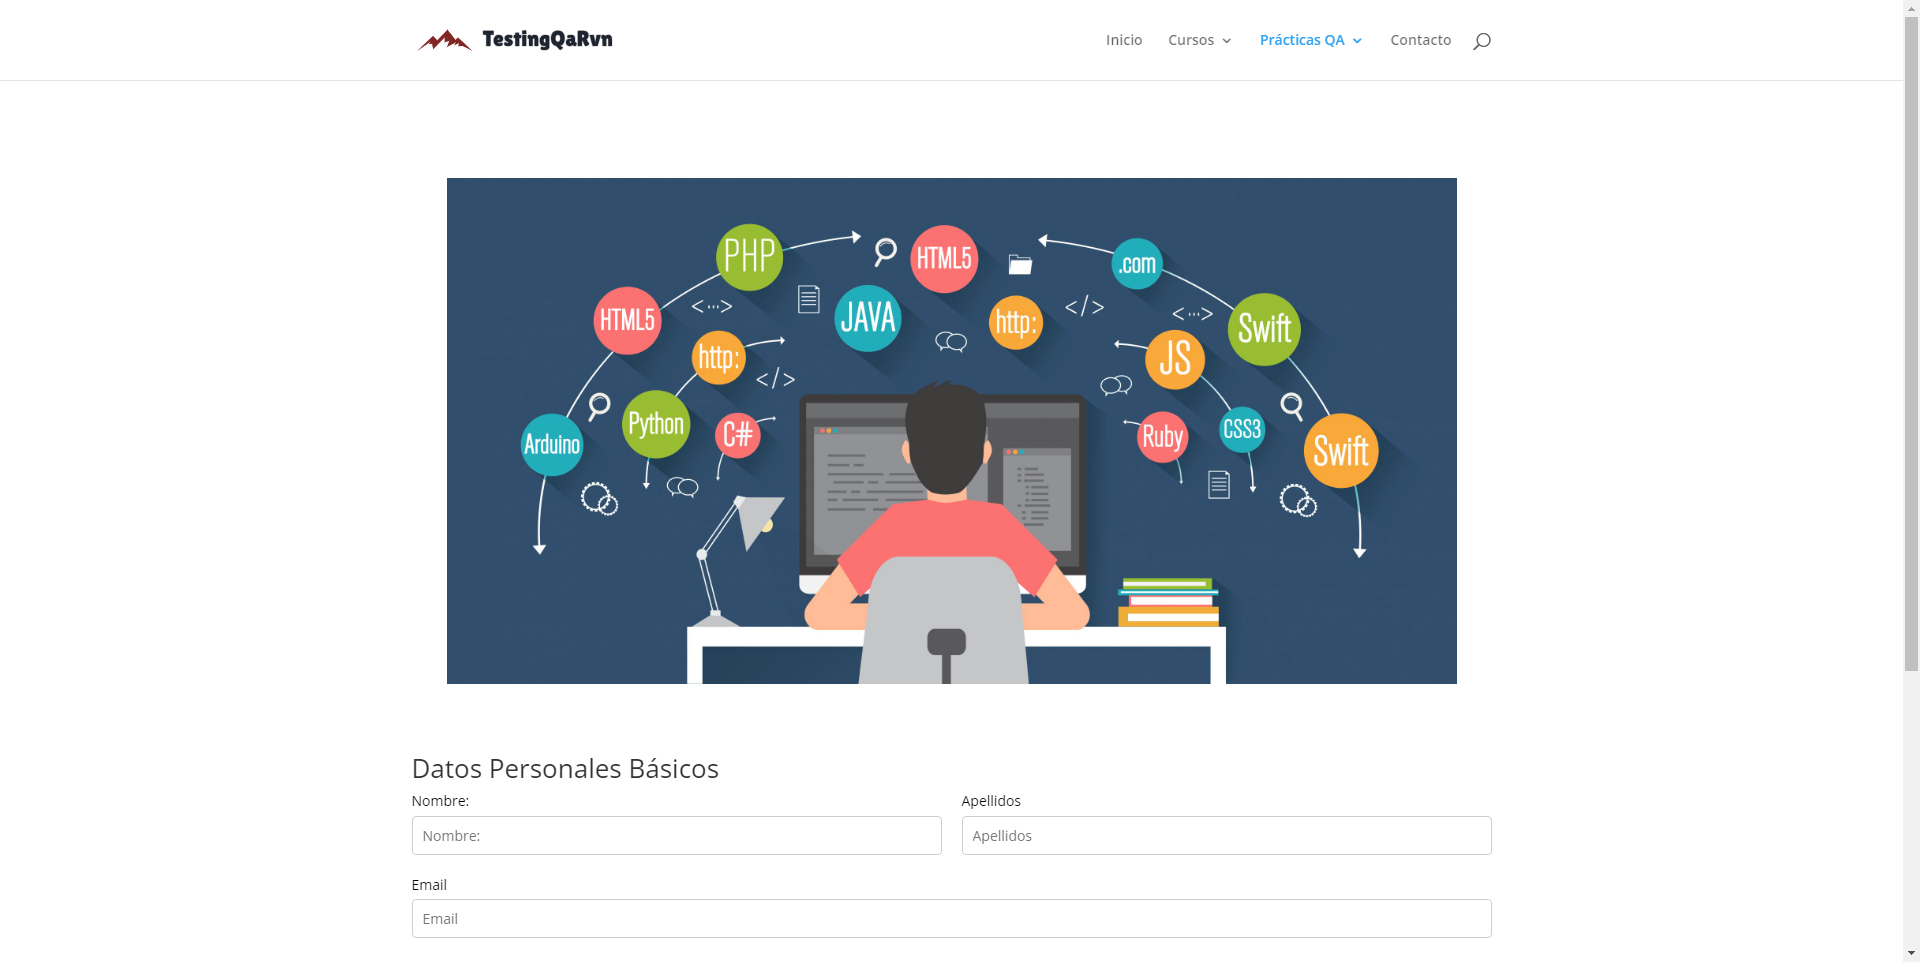 TestingQaRvn
Inicio Cursos Prácticas QA Contacto
PHP
HTML5
.com
HTML5
JAVA
http:
Swift
http:
JS
Arduino
Python
C#
Ruby
CSS3
Swift
<···>
</>
<···>
</>
Datos Personales Básicos
Nombre: Apellidos
Nombre: Apellidos
Email
Email